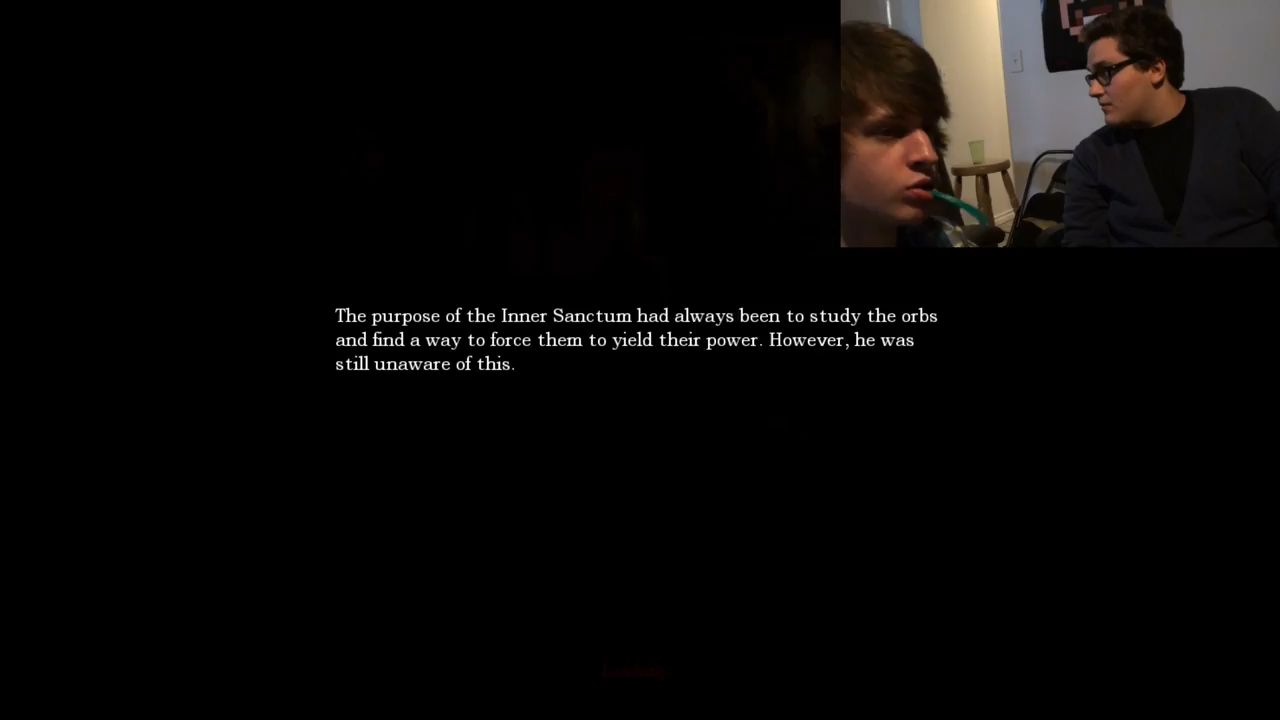 The purpose of the Inner Sanctum had always been to study the orbs
and find a way to force them to yield their power. However, he was
still unaware of this.